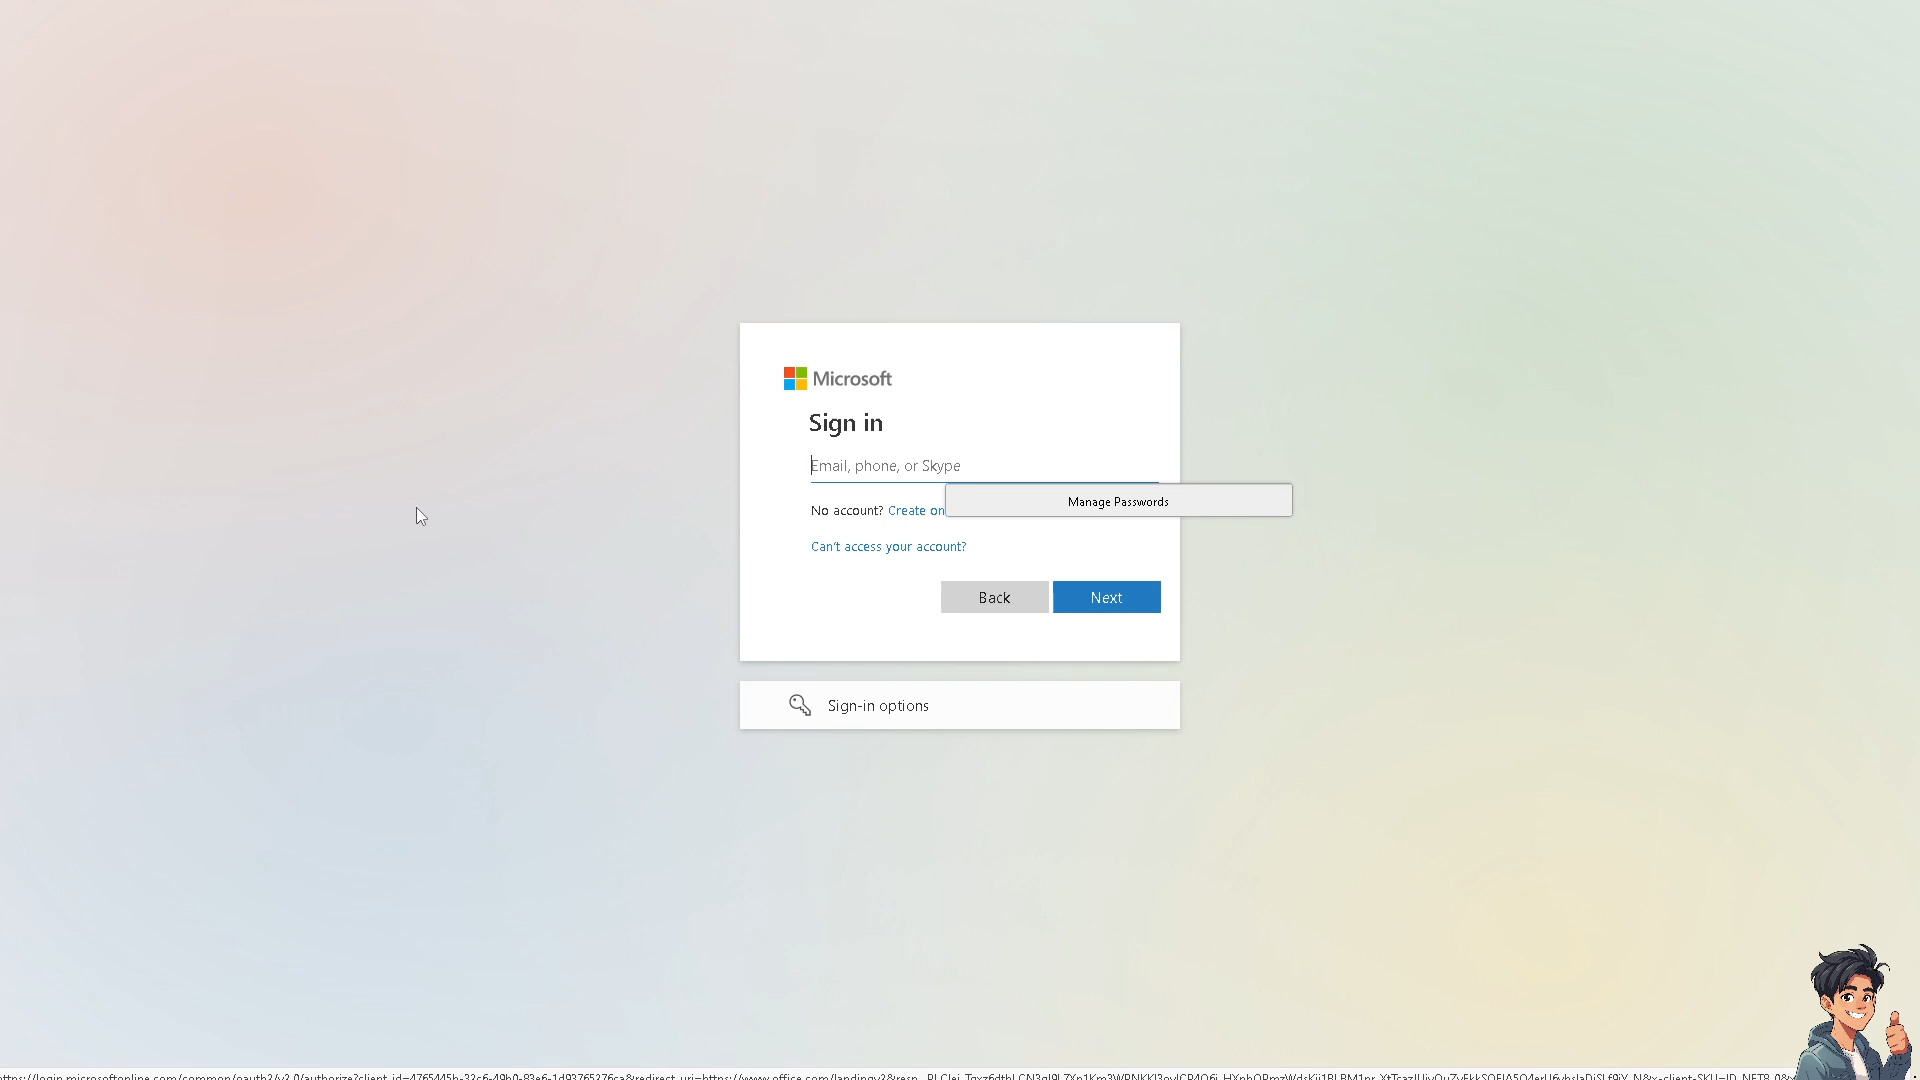 Microsoft
Sign in
Email, phone, or Skype
Manage Passwords
No account? Create on
Can't access your account?
Back
Next
Sign-in options